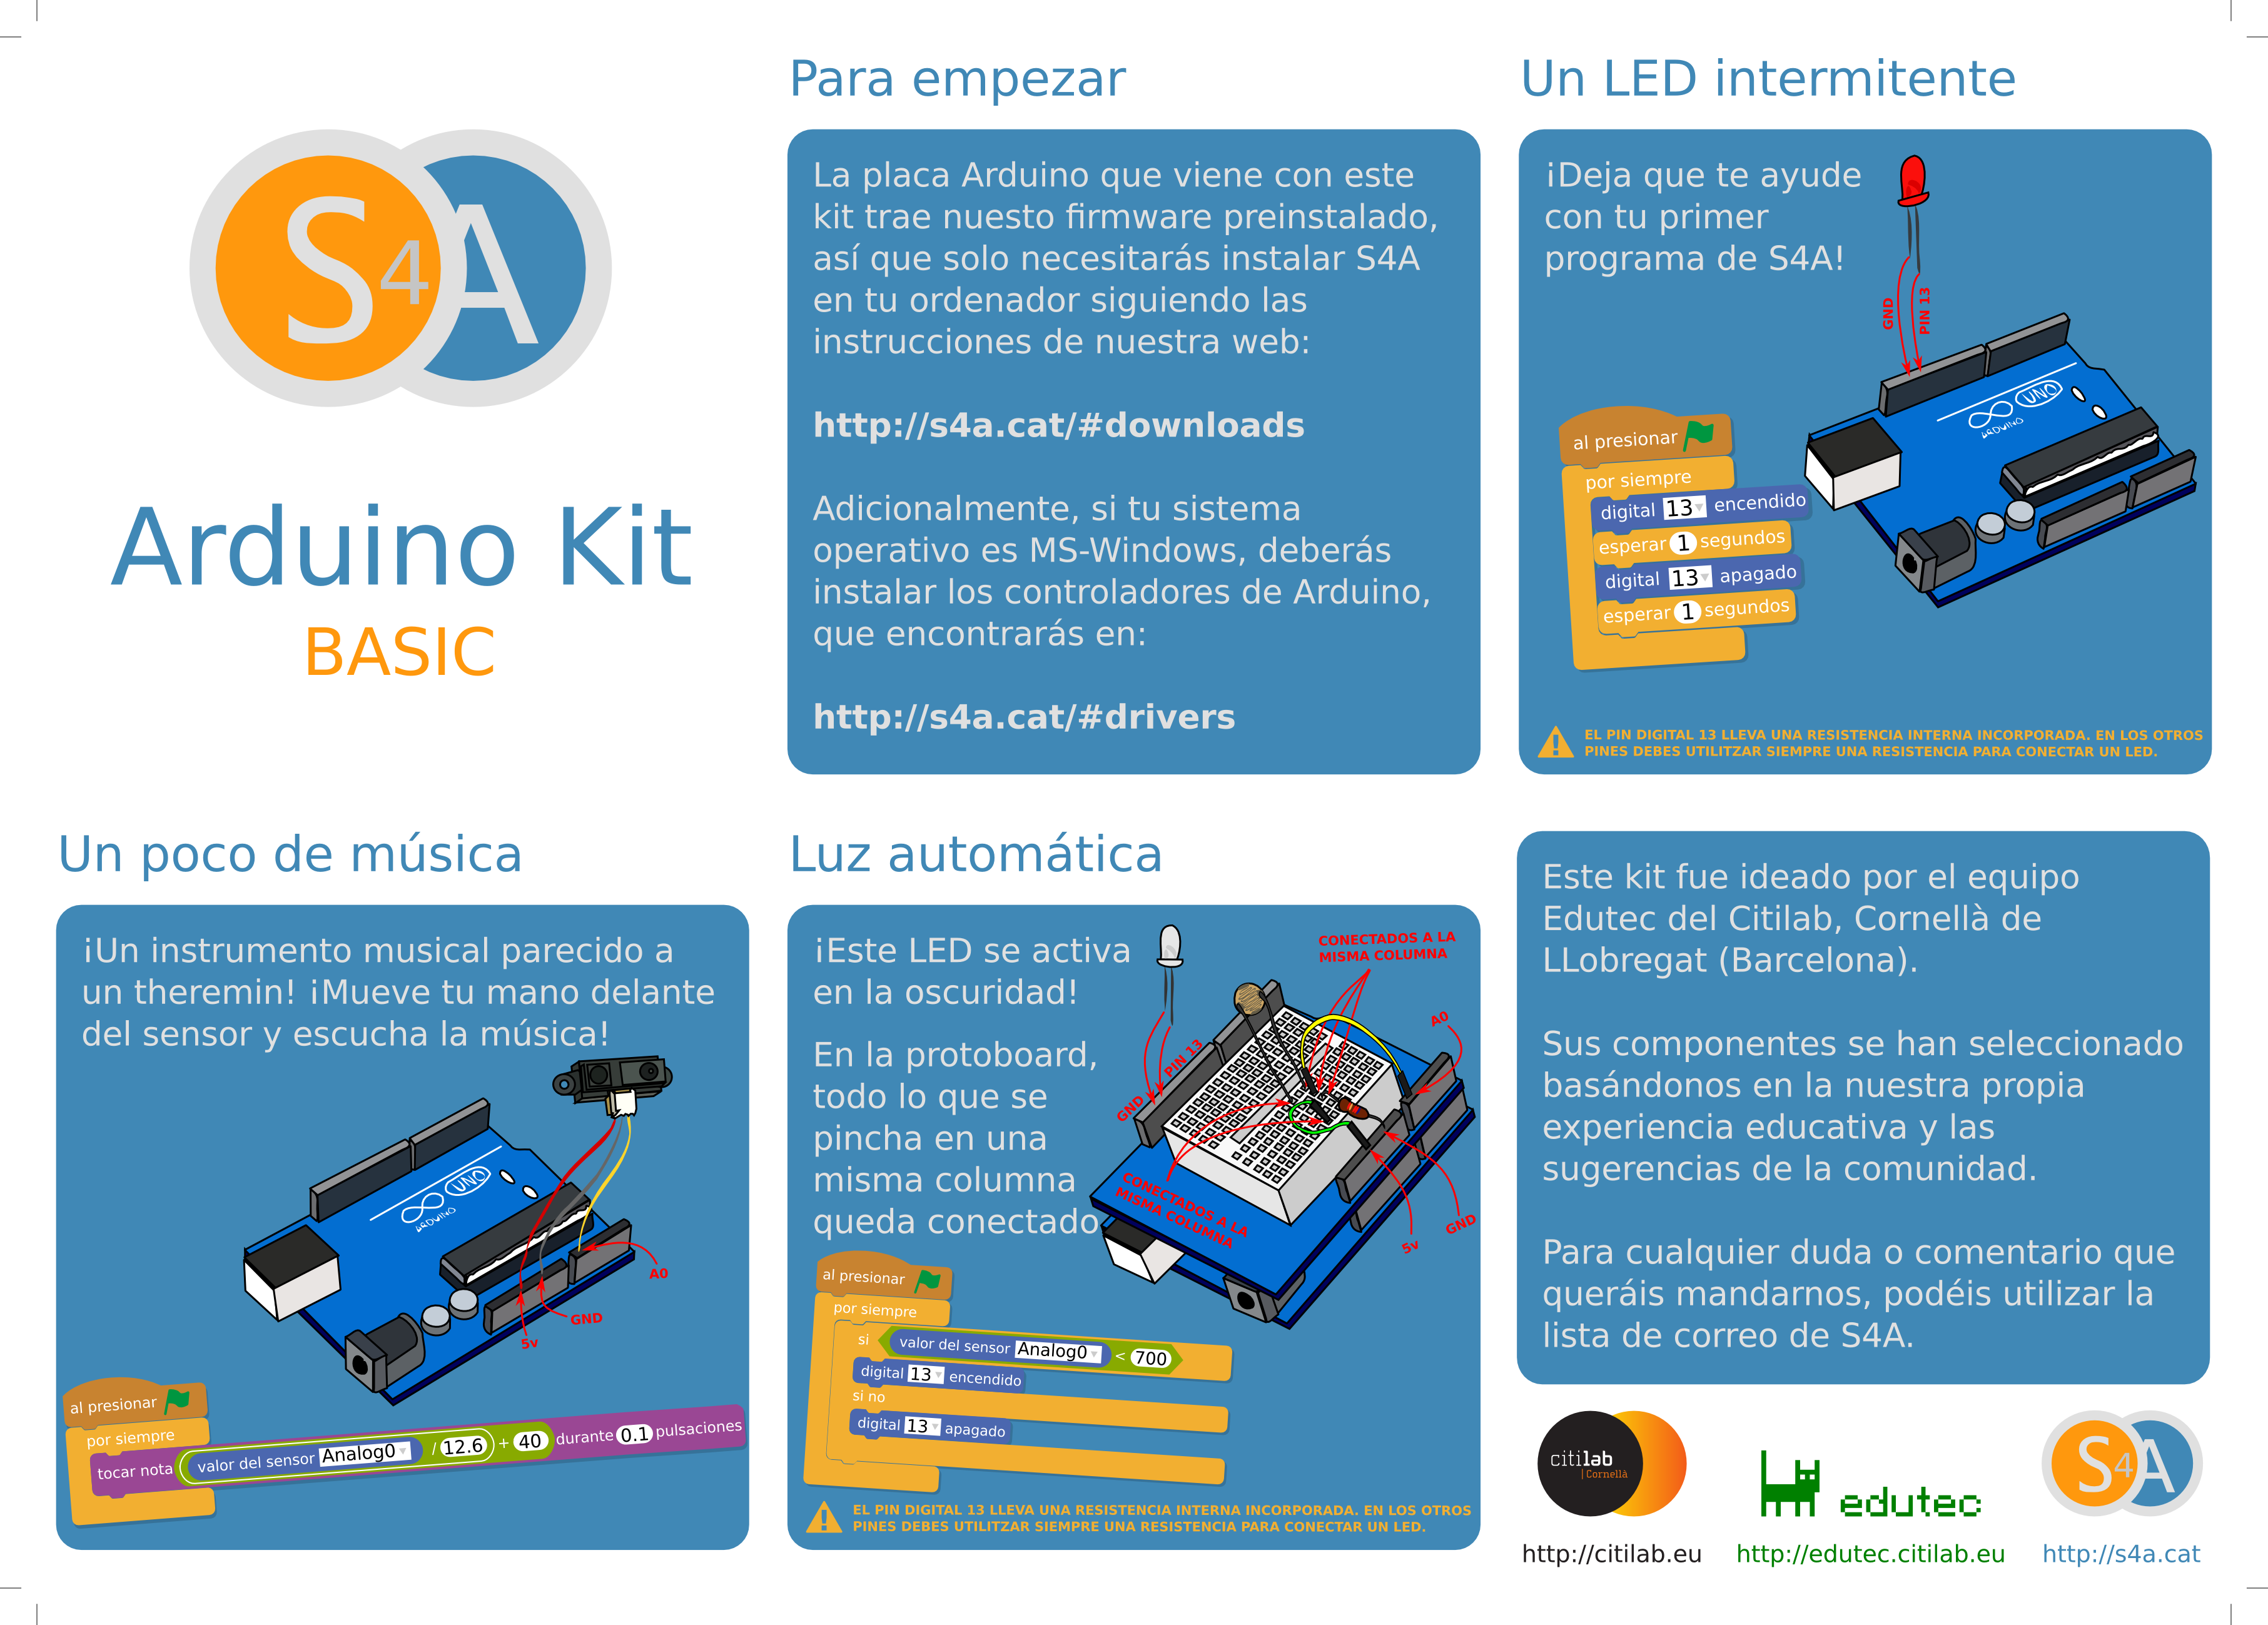 S4A
Arduino Kit
BASIC
Para empezar
La placa Arduino que viene con este
kit trae nuesto firmware preinstalado,
así que solo necesitarás instalar S4A
en tu ordenador siguiendo las
instrucciones de nuestra web:
http://s4a.cat/#downloads
Adicionalmente, si tu sistema
operativo es MS-Windows, deberás
instalar los controladores de Arduino,
que encontrarás en:
http://s4a.cat/#drivers
Un LED intermitente
¡Deja que te ayude
con tu primer
programa de S4A!
GND
PIN 13
UNO
ARDUINO
al presionar
por siempre
digital 13 encendido
esperar 1 segundos
digital 13 apagado
esperar 1 segundos
EL PIN DIGITAL 13 LLEVA UNA RESISTENCIA INTERNA INCORPORADA. EN LOS OTROS
PINES DEBES UTILITZAR SIEMPRE UNA RESISTENCIA PARA CONECTAR UN LED.
Un poco de música
¡Un instrumento musical parecido a
un theremin! ¡Mueve tu mano delante
del sensor y escucha la música!
UNO
ARDUINO
A0
GND
5v
al presionar
por siempre
tocar nota valor del sensor Analog0 / 12.6 + 40 durante 0.1 pulsaciones
Luz automática
¡Este LED se activa
en la oscuridad!
En la protoboard,
todo lo que se
pincha en una
misma columna
queda conectado
CONECTADOS A LA
MISMA COLUMNA
A0
PIN 13
GND
CONECTADOS A LA
MISMA COLUMNA
5v
GND
al presionar
por siempre
si valor del sensor Analog0 < 700
digital 13 encendido
si no
digital 13 apagado
EL PIN DIGITAL 13 LLEVA UNA RESISTENCIA INTERNA INCORPORADA. EN LOS OTROS
PINES DEBES UTILITZAR SIEMPRE UNA RESISTENCIA PARA CONECTAR UN LED.
Este kit fue ideado por el equipo
Edutec del Citilab, Cornellà de
LLobregat (Barcelona).
Sus componentes se han seleccionado
basándonos en la nuestra propia
experiencia educativa y las
sugerencias de la comunidad.
Para cualquier duda o comentario que
queráis mandarnos, podéis utilizar la
lista de correo de S4A.
citilab
| Cornellà
edutec
S4A
http://citilab.eu
http://edutec.citilab.eu
http://s4a.cat